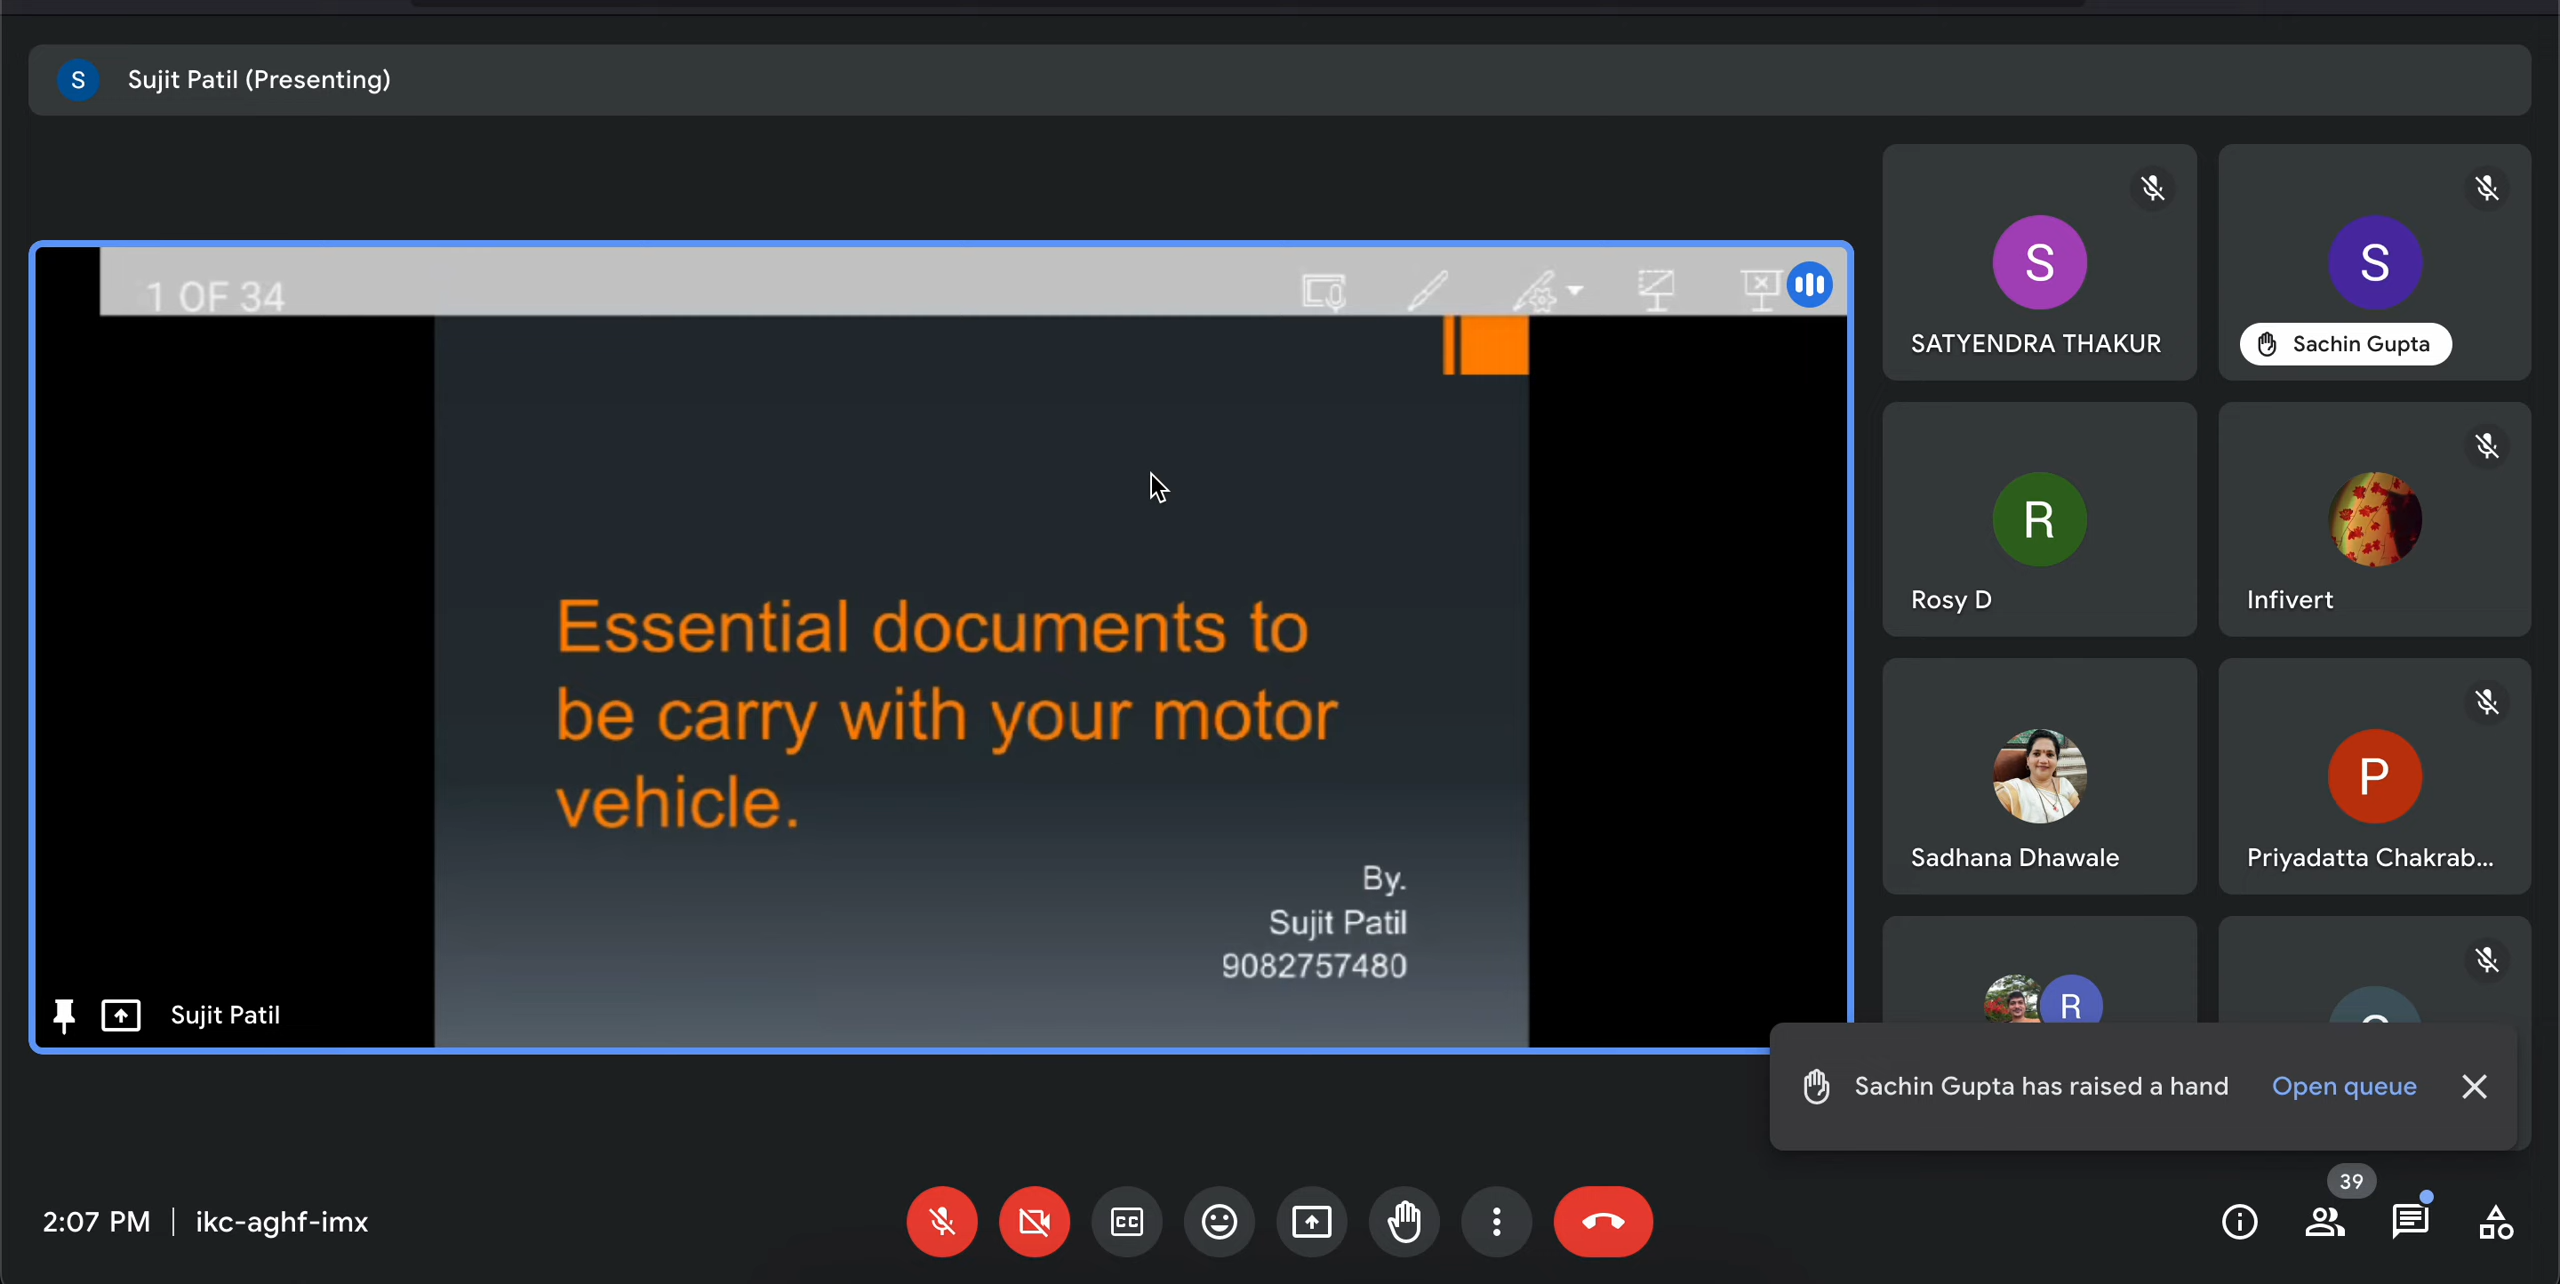 S Sujit Patil (Presenting)
1 OF 34
Essential documents to
be carry with your motor
vehicle.
By.
Sujit Patil
9082757480
Sujit Patil
S
SATYENDRA THAKUR
S
Sachin Gupta
R
Rosy D
Infivert
Sadhana Dhawale
P
Priyadatta Chakrab...
R
Sachin Gupta has raised a hand Open queue
2:07 PM | ikc-aghf-imx
CC
39